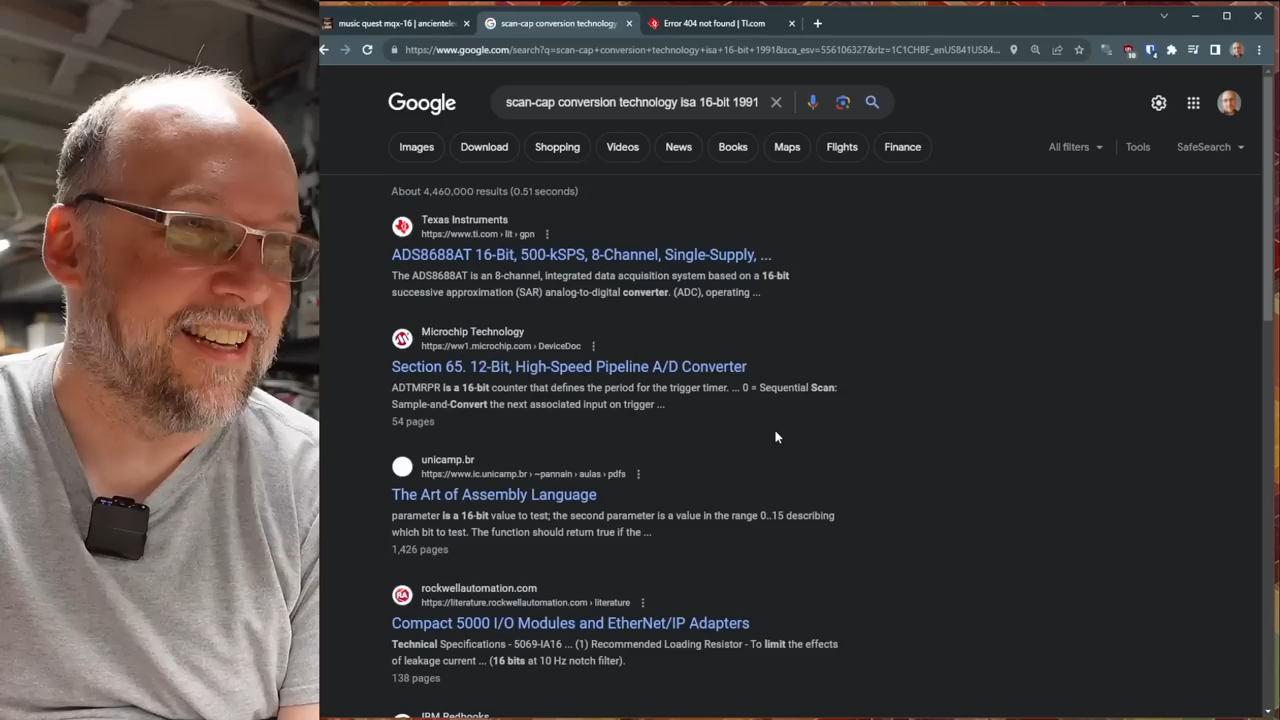 music quest mqx-16 | ancientele
scan-cap conversion technology
Error 404 not found | TI.com
https://www.google.com/search?q=scan-cap+conversion+technology+isa+16-bit+1991&sca_esv=556106327&rlz=1C1CHBF_enUS841US84...
10
Google
scan-cap conversion technology isa 16-bit 1991
Images
Download
Shopping
Videos
News
Books
Maps
Flights
Finance
All filters
Tools
SafeSearch
About 4,460,000 results (0.51 seconds)
Texas Instruments
https://www.ti.com › lit › gpn
ADS8688AT 16-Bit, 500-kSPS, 8-Channel, Single-Supply, ...
The ADS8688AT is an 8-channel, integrated data acquisition system based on a 16-bit
successive approximation (SAR) analog-to-digital converter. (ADC), operating ...
Microchip Technology
https://ww1.microchip.com › DeviceDoc
Section 65. 12-Bit, High-Speed Pipeline A/D Converter
ADTMRPR is a 16-bit counter that defines the period for the trigger timer. ... 0 = Sequential Scan:
Sample-and-Convert the next associated input on trigger ...
54 pages
unicamp.br
https://www.ic.unicamp.br › ~pannain › aulas › pdfs
The Art of Assembly Language
parameter is a 16-bit value to test; the second parameter is a value in the range 0..15 describing
which bit to test. The function should return true if the ...
1,426 pages
rockwellautomation.com
https://literature.rockwellautomation.com › literature
Compact 5000 I/O Modules and EtherNet/IP Adapters
Technical Specifications - 5069-IA16 ... (1) Recommended Loading Resistor - To limit the effects
of leakage current ... (16 bits at 10 Hz notch filter).
138 pages
IBM Redbooks